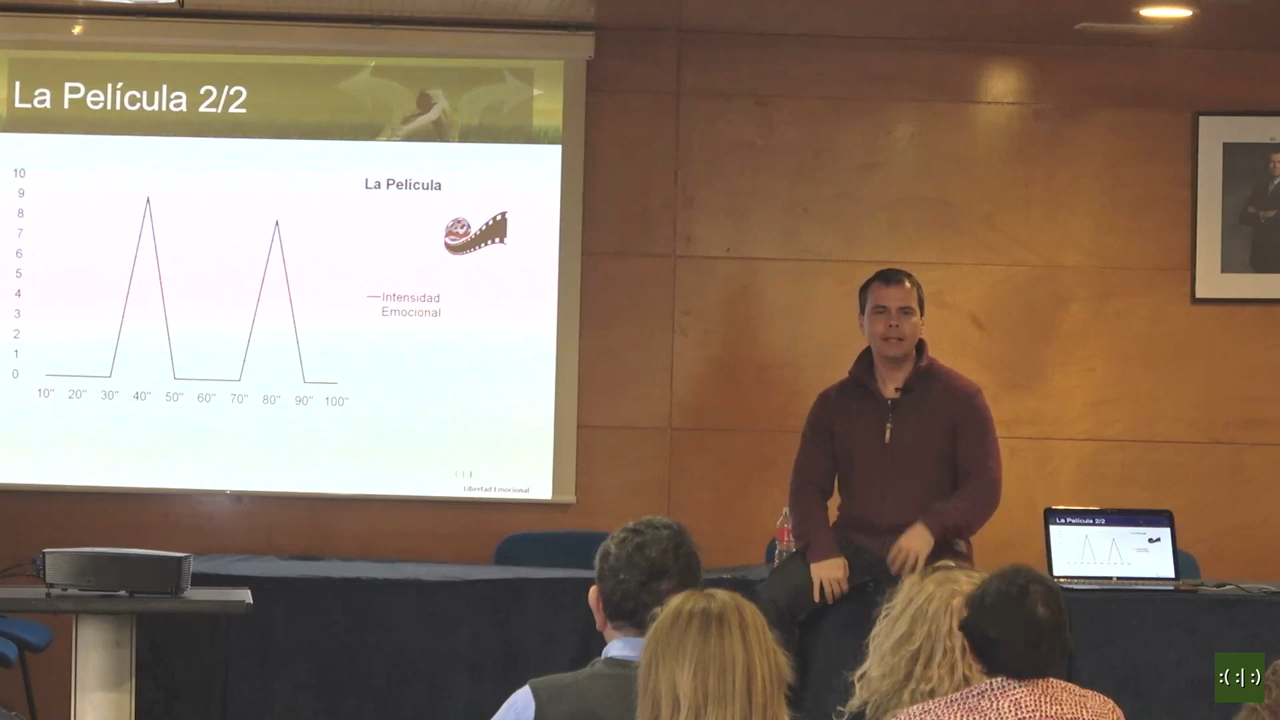 La Película 2/2
La Película
10
9
8
7
6
5
4
3
2
1
0
Intensidad
Emocional
10" 20" 30" 40" 50" 60" 70" 80" 90" 100"
( | )
Libertad Emocional
La Película 2/2
:( :| :)